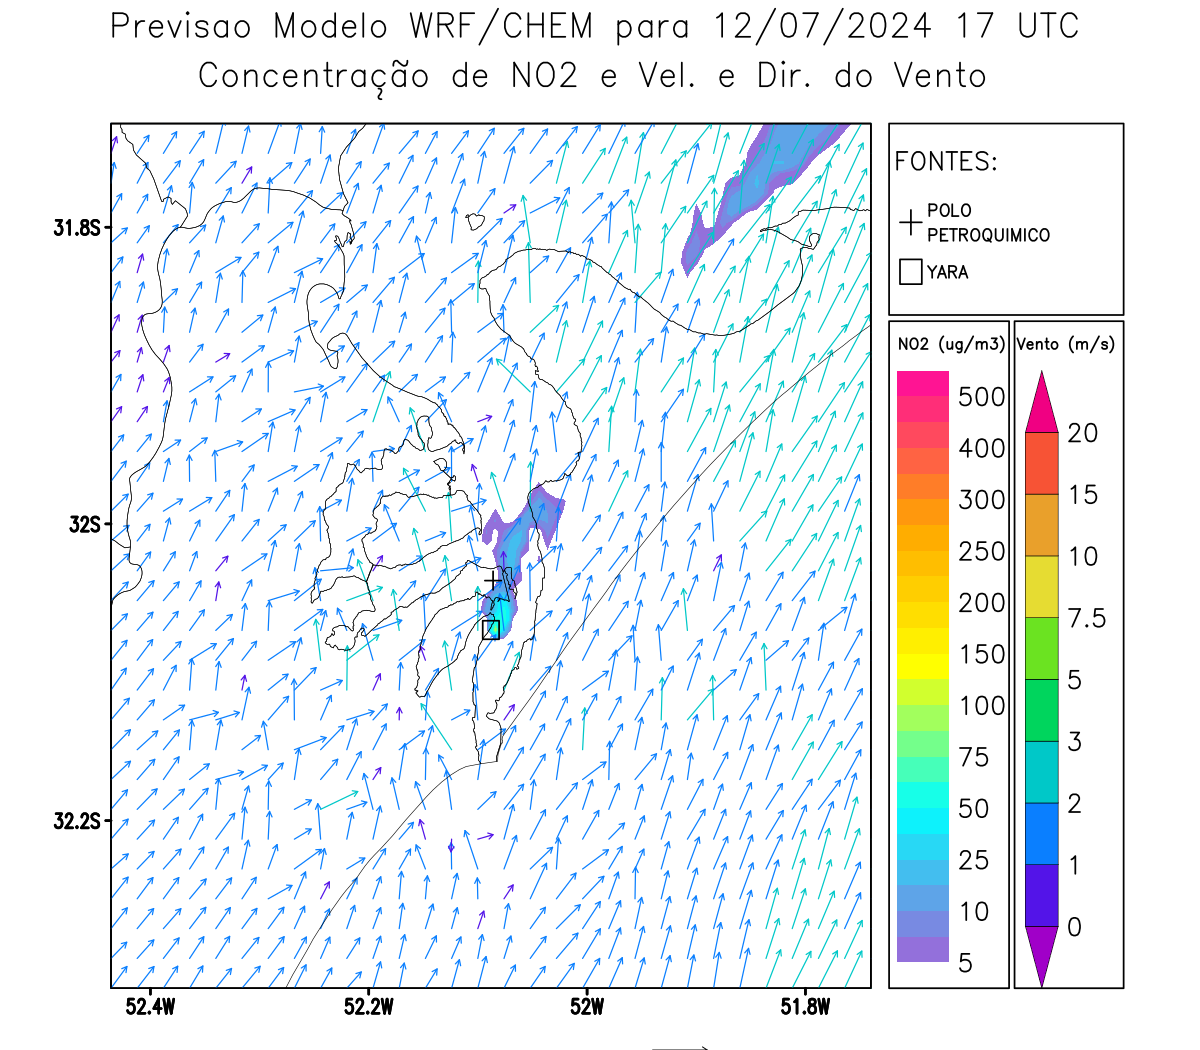 Previsao Modelo WRF/CHEM para 12/07/2024 17 UTC
Concentração de NO2 e Vel. e Dir. do Vento
FONTES:
POLO
PETROQUIMICO
YARA
NO2 (ug/m3)
500
400
300
250
200
150
100
75
50
25
10
5
Vento (m/s)
20
15
10
7.5
5
3
2
1
0
31.8S
32S
32.2S
52.4W
52.2W
52W
51.8W